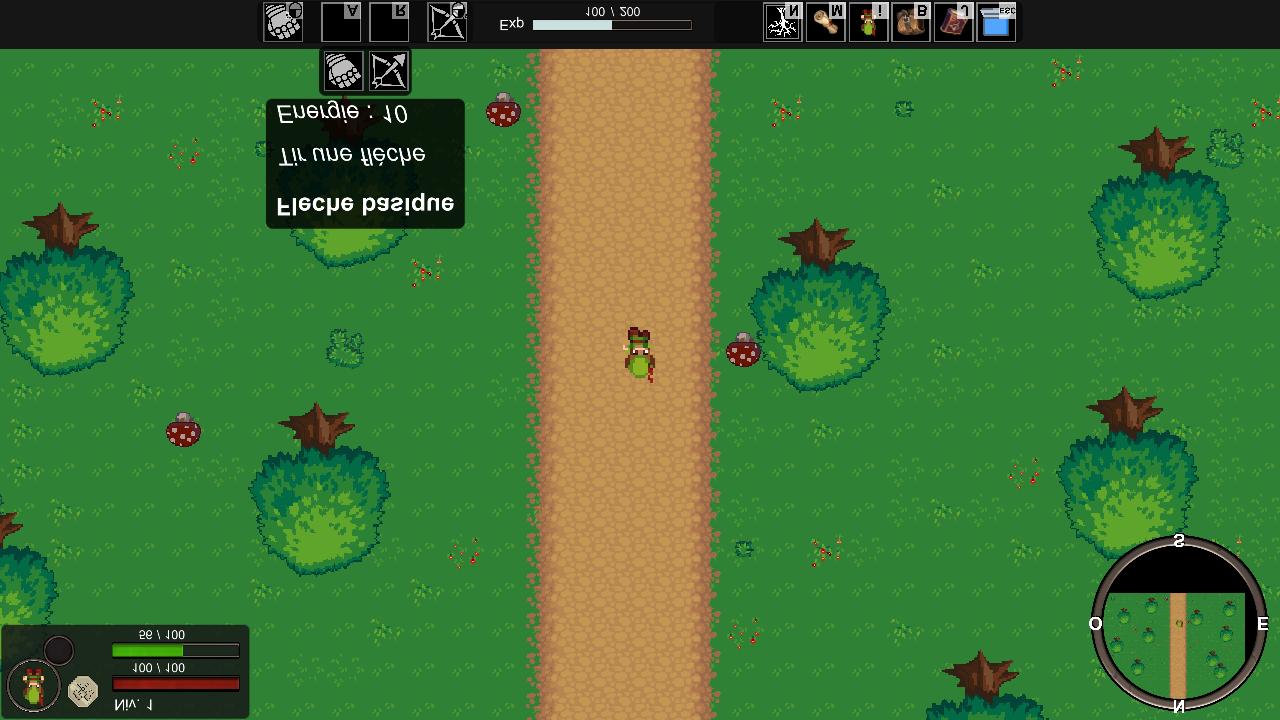 Niv. 1
100 / 100
56 / 100
N
O
E
S
Fleche basique
Tir une flèche
Energie : 10
A
R
Exp
100 / 200
N
M
i
B
J
ESC